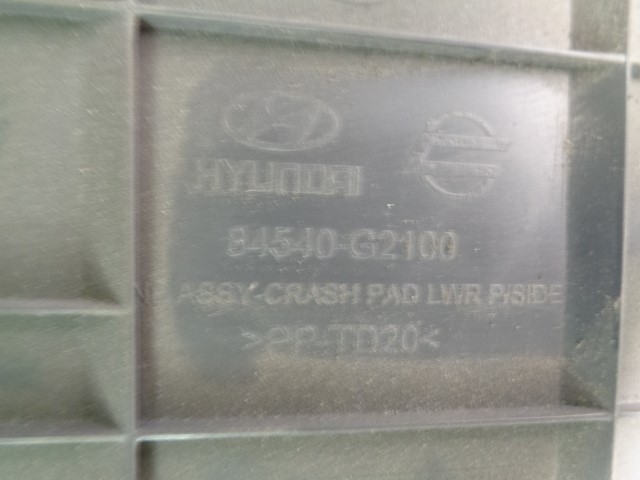 HYUNDAI
84540-G2100
ASSY-CRASH PAD LWR P/SIDE
>PP-TD20<